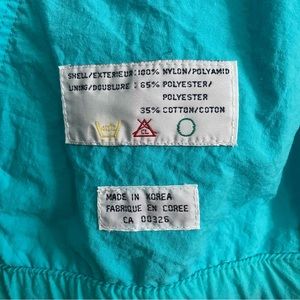 SHELL/EXTERIEUR: 100% NYLON/POLYAMID
LINING/DOUBLURE: 65% POLYESTER/
POLYESTER
35% COTTON/COTON
CL
MADE IN KOREA
FABRIQUE EN COREE
CA 00326